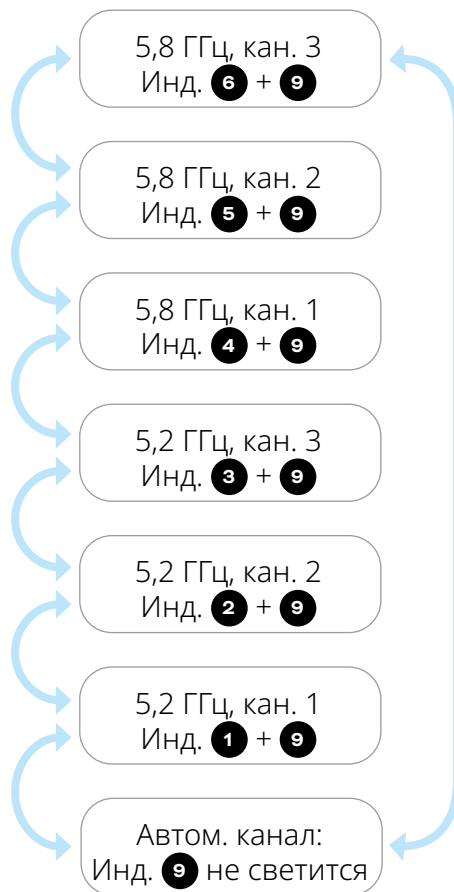 5,8 ГГц, кан. 3
Инд. 6 + 9
5,8 ГГц, кан. 2
Инд. 5 + 9
5,8 ГГц, кан. 1
Инд. 4 + 9
5,2 ГГц, кан. 3
Инд. 3 + 9
5,2 ГГц, кан. 2
Инд. 2 + 9
5,2 ГГц, кан. 1
Инд. 1 + 9
Автом. канал:
Инд. 9 не светится